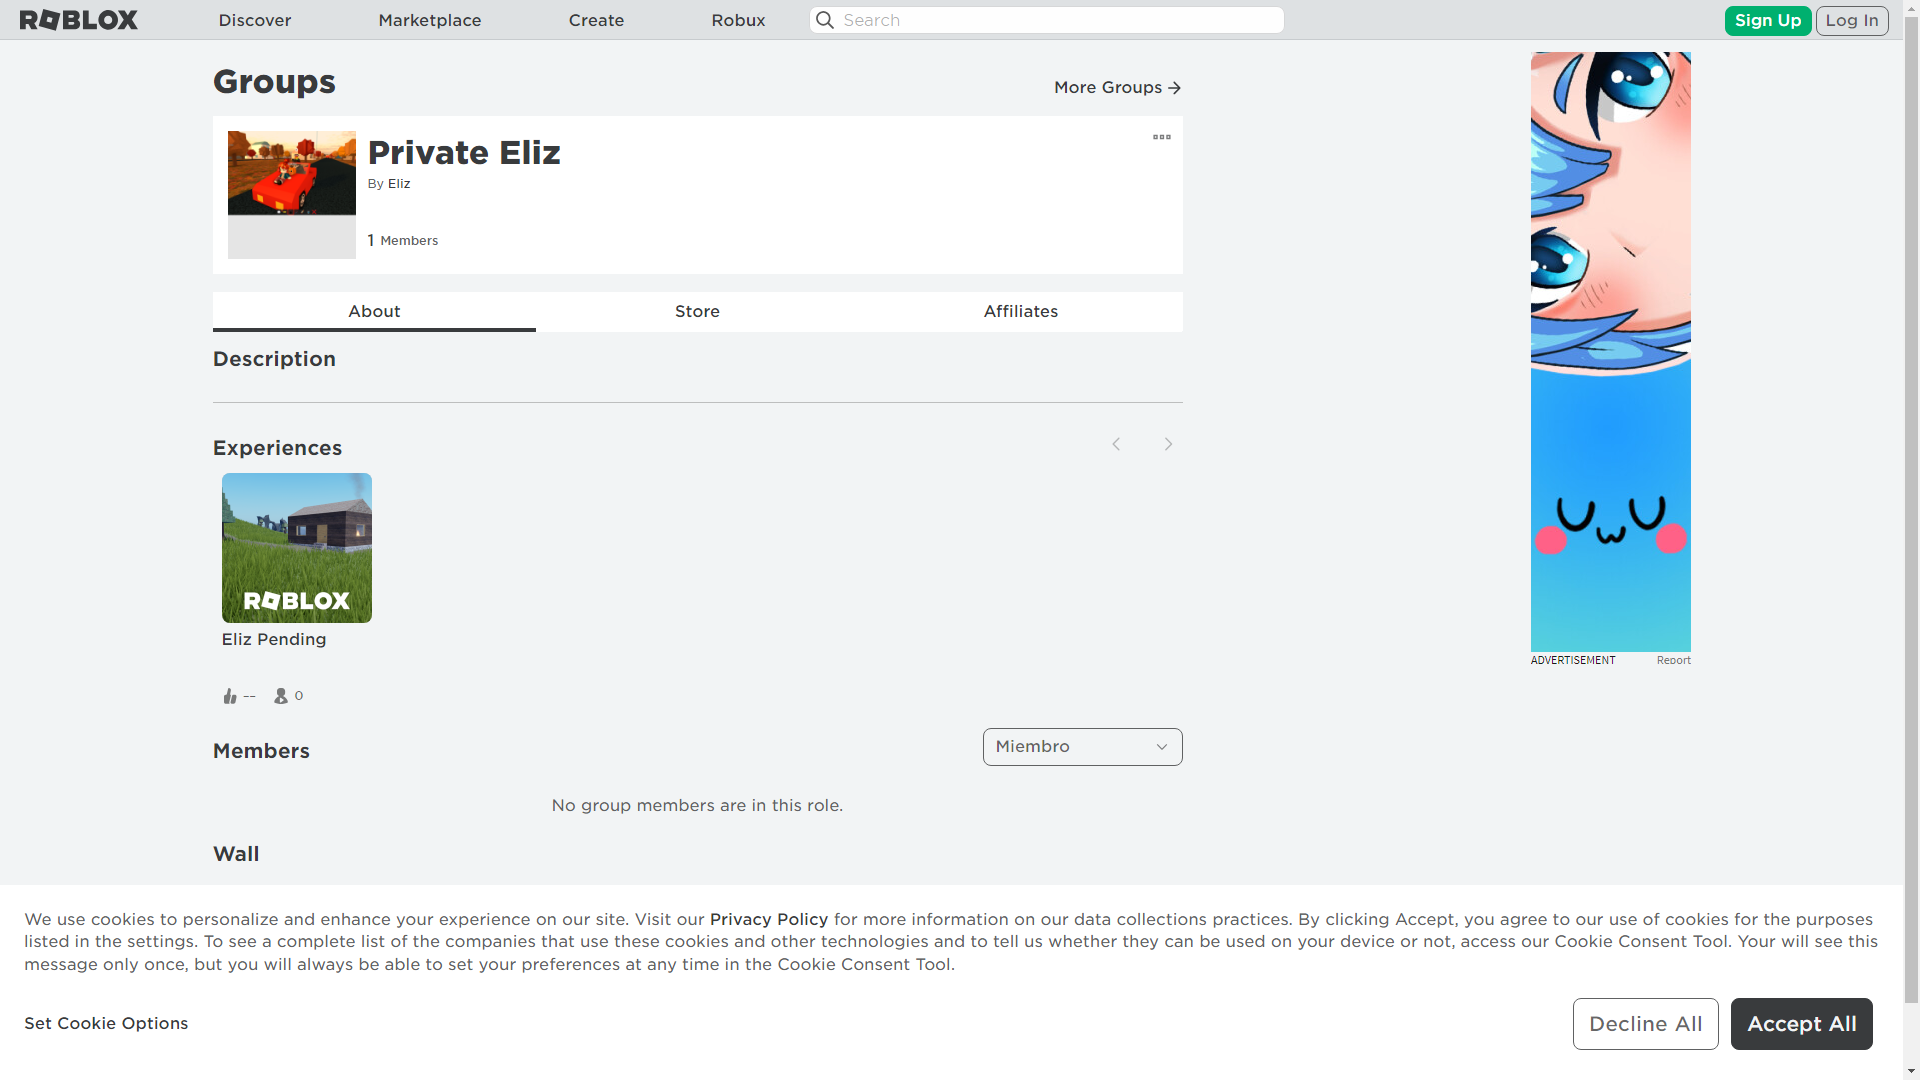 ROBLOX
Discover
Marketplace
Create
Robux
Search
Sign Up
Log In
Groups
More Groups
Private Eliz
By Eliz
1 Members
About
Store
Affiliates
Description
Experiences
ROBLOX
Eliz Pending
-- 0
ADVERTISEMENT
Report
Members
Miembro
No group members are in this role.
Wall
We use cookies to personalize and enhance your experience on our site. Visit our Privacy Policy for more information on our data collections practices. By clicking Accept, you agree to our use of cookies for the purposes
listed in the settings. To see a complete list of the companies that use these cookies and other technologies and to tell us whether they can be used on your device or not, access our Cookie Consent Tool. Your will see this
message only once, but you will always be able to set your preferences at any time in the Cookie Consent Tool.
Set Cookie Options
Decline All
Accept All